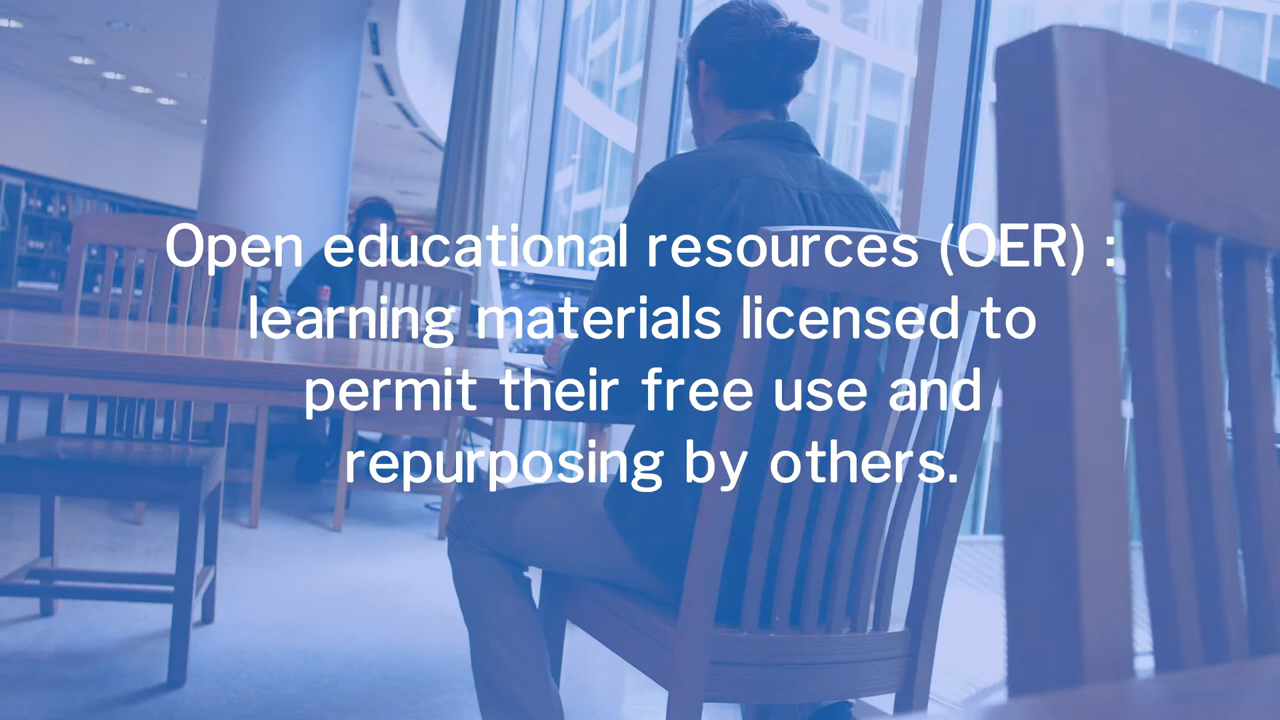 Open educational resources (OER) :
learning materials licensed to
permit their free use and
repurposing by others.